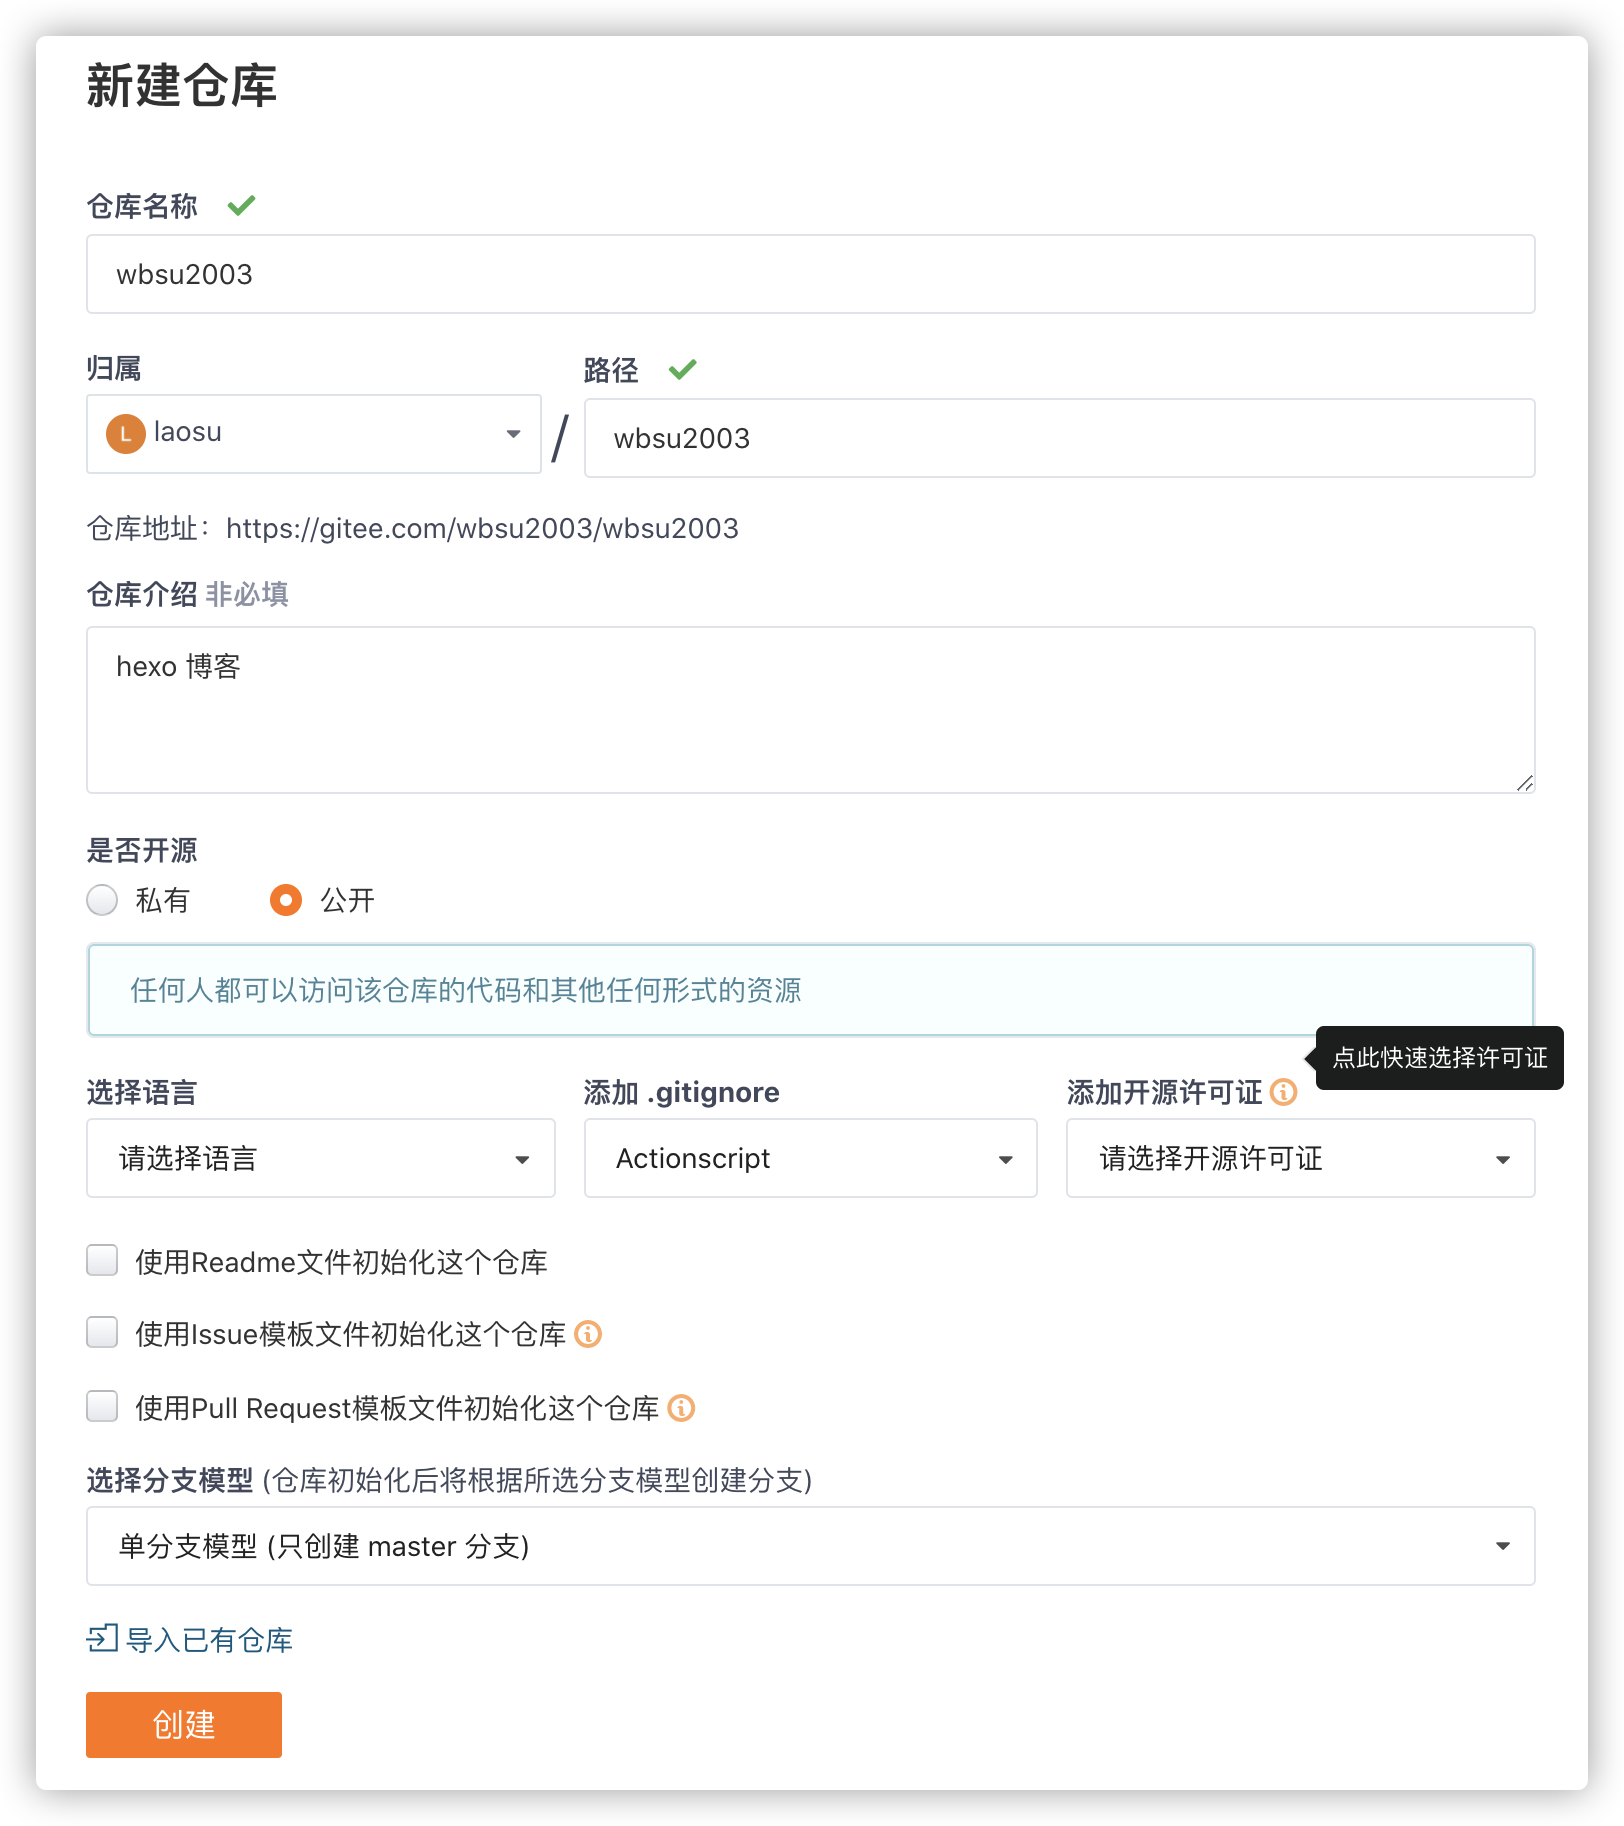 新建仓库
仓库名称
wbsu2003
归属
路径
L laosu
/
wbsu2003
仓库地址：https://gitee.com/wbsu2003/wbsu2003
仓库介绍 非必填
hexo 博客
是否开源
私有
公开
任何人都可以访问该仓库的代码和其他任何形式的资源
点此快速选择许可证
选择语言
添加 .gitignore
添加开源许可证
请选择语言
Actionscript
请选择开源许可证
使用Readme文件初始化这个仓库
使用Issue模板文件初始化这个仓库
使用Pull Request模板文件初始化这个仓库
选择分支模型 (仓库初始化后将根据所选分支模型创建分支)
单分支模型 (只创建 master 分支)
导入已有仓库
创建